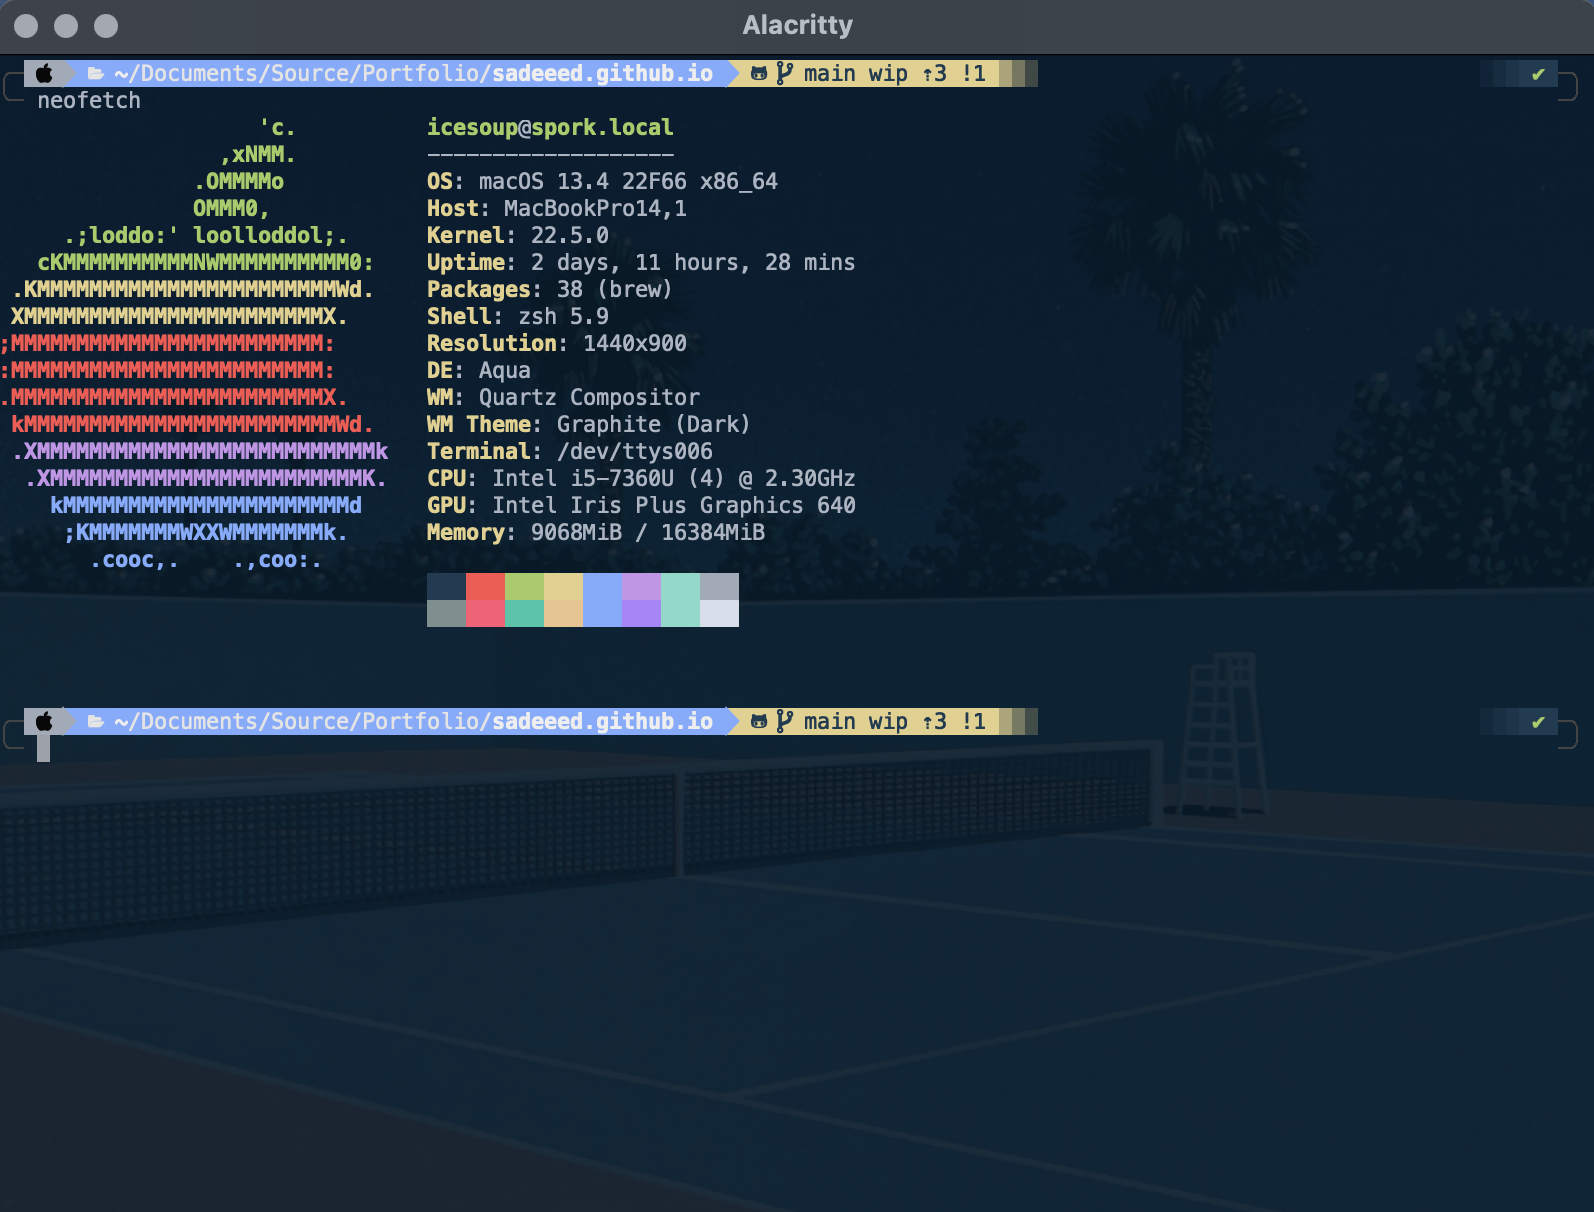 Alacritty
~/Documents/Source/Portfolio/sadeeed.github.io main wip ⇡3 !1 ✔
neofetch
'c. icesoup@spork.local
,xNMM. -------------------
.OMMMMo OS: macOS 13.4 22F66 x86_64
OMMM0, Host: MacBookPro14,1
.;loddo:' loolloddol;. Kernel: 22.5.0
cKMMMMMMMMMMNWMMMMMMMMMM0: Uptime: 2 days, 11 hours, 28 mins
.KMMMMMMMMMMMMMMMMMMMMMMMWd. Packages: 38 (brew)
XMMMMMMMMMMMMMMMMMMMMMMMX. Shell: zsh 5.9
;MMMMMMMMMMMMMMMMMMMMMMMM: Resolution: 1440x900
:MMMMMMMMMMMMMMMMMMMMMMMM: DE: Aqua
.MMMMMMMMMMMMMMMMMMMMMMMMX. WM: Quartz Compositor
kMMMMMMMMMMMMMMMMMMMMMMMMWd. WM Theme: Graphite (Dark)
.XMMMMMMMMMMMMMMMMMMMMMMMMMMk Terminal: /dev/ttys006
.XMMMMMMMMMMMMMMMMMMMMMMMMK. CPU: Intel i5-7360U (4) @ 2.30GHz
kMMMMMMMMMMMMMMMMMMMMMMd GPU: Intel Iris Plus Graphics 640
;KMMMMMMMWXXWMMMMMMMk. Memory: 9068MiB / 16384MiB
.cooc,. .,coo:.
~/Documents/Source/Portfolio/sadeeed.github.io main wip ⇡3 !1 ✔